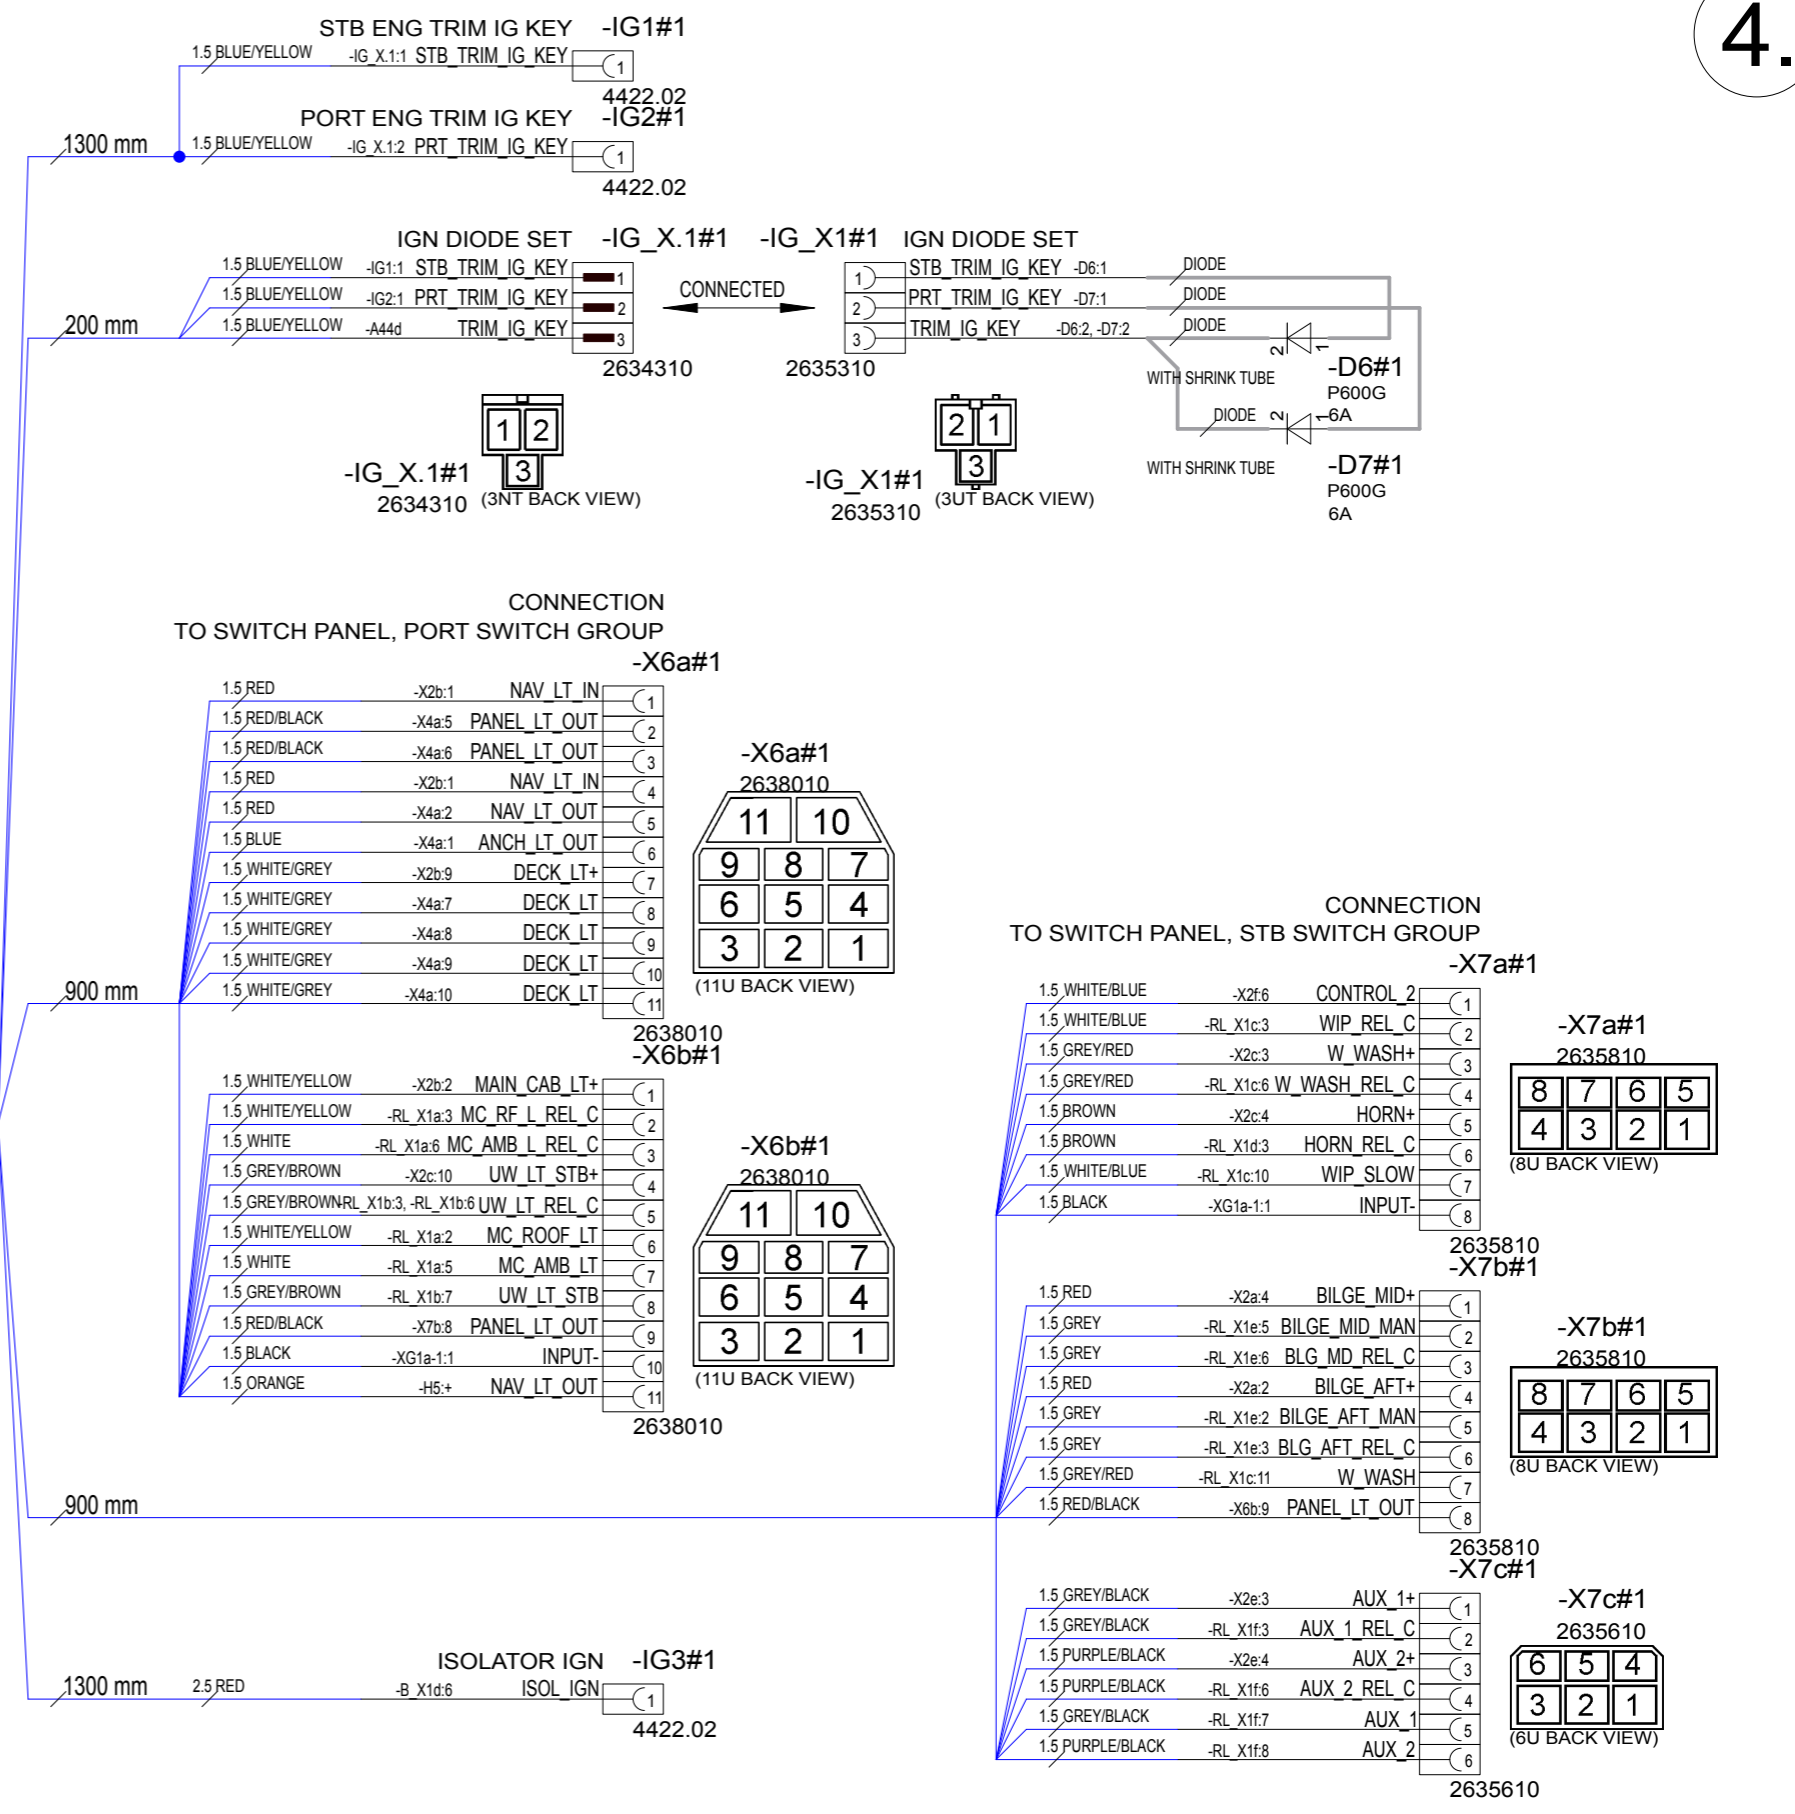 4.
STB ENG TRIM IG KEY -IG1#1
1.5 BLUE/YELLOW -IG_X.1:1 STB_TRIM_IG_KEY 1
4422.02
PORT ENG TRIM IG KEY -IG2#1
1300 mm 1.5 BLUE/YELLOW -IG_X.1:2 PRT_TRIM_IG_KEY 1
4422.02
IGN DIODE SET -IG_X.1#1 -IG_X1#1 IGN DIODE SET
1.5 BLUE/YELLOW -IG1:1 STB_TRIM_IG_KEY 1 1 STB_TRIM_IG_KEY -D6:1 DIODE
1.5 BLUE/YELLOW -IG2:1 PRT_TRIM_IG_KEY 2 CONNECTED 2 PRT_TRIM_IG_KEY -D7:1 DIODE
200 mm 1.5 BLUE/YELLOW -A44d TRIM_IG_KEY 3 3 TRIM_IG_KEY -D6:2, -D7:2 DIODE 2 1
2634310 2635310 WITH SHRINK TUBE -D6#1
P600G
6A
DIODE 2 1
WITH SHRINK TUBE -D7#1
P600G
6A
1 2
3
-IG_X.1#1
2634310 (3NT BACK VIEW)
2 1
3
-IG_X1#1
2635310 (3UT BACK VIEW)
CONNECTION
TO SWITCH PANEL, PORT SWITCH GROUP
-X6a#1
1.5 RED -X2b:1 NAV_LT_IN 1
1.5 RED/BLACK -X4a:5 PANEL_LT_OUT 2
1.5 RED/BLACK -X4a:6 PANEL_LT_OUT 3
1.5 RED -X2b:1 NAV_LT_IN 4
1.5 RED -X4a:2 NAV_LT_OUT 5
1.5 BLUE -X4a:1 ANCH_LT_OUT 6
1.5 WHITE/GREY -X2b:9 DECK_LT+ 7
1.5 WHITE/GREY -X4a:7 DECK_LT 8
1.5 WHITE/GREY -X4a:8 DECK_LT 9
1.5 WHITE/GREY -X4a:9 DECK_LT 10
900 mm 1.5 WHITE/GREY -X4a:10 DECK_LT 11
2638010
-X6a#1
2638010
11 10
9 8 7
6 5 4
3 2 1
(11U BACK VIEW)
-X6b#1
1.5 WHITE/YELLOW -X2b:2 MAIN_CAB_LT+ 1
1.5 WHITE/YELLOW -RL_X1a:3 MC_RF_L_REL_C 2
1.5 WHITE -RL_X1a:6 MC_AMB_L_REL_C 3
1.5 GREY/BROWN -X2c:10 UW_LT_STB+ 4
1.5 GREY/BROWN -RL_X1b:3, -RL_X1b:6 UW_LT_REL_C 5
1.5 WHITE/YELLOW -RL_X1a:2 MC_ROOF_LT 6
1.5 WHITE -RL_X1a:5 MC_AMB_LT 7
1.5 GREY/BROWN -RL_X1b:7 UW_LT_STB 8
1.5 RED/BLACK -X7b:8 PANEL_LT_OUT 9
1.5 BLACK -XG1a-1:1 INPUT- 10
1.5 ORANGE -H5:+ NAV_LT_OUT 11
2638010
-X6b#1
2638010
11 10
9 8 7
6 5 4
3 2 1
(11U BACK VIEW)
CONNECTION
TO SWITCH PANEL, STB SWITCH GROUP
-X7a#1
1.5 WHITE/BLUE -X2f:6 CONTROL_2 1
1.5 WHITE/BLUE -RL_X1c:3 WIP_REL_C 2
1.5 GREY/RED -X2c:3 W_WASH+ 3
1.5 GREY/RED -RL_X1c:6 W_WASH_REL_C 4
1.5 BROWN -X2c:4 HORN+ 5
1.5 BROWN -RL_X1d:3 HORN_REL_C 6
1.5 WHITE/BLUE -RL_X1c:10 WIP_SLOW 7
1.5 BLACK -XG1a-1:1 INPUT- 8
2635810
-X7a#1
2635810
8 7 6 5
4 3 2 1
(8U BACK VIEW)
-X7b#1
1.5 RED -X2a:4 BILGE_MID+ 1
1.5 GREY -RL_X1e:5 BILGE_MID_MAN 2
1.5 GREY -RL_X1e:6 BLG_MD_REL_C 3
1.5 RED -X2a:2 BILGE_AFT+ 4
1.5 GREY -RL_X1e:2 BILGE_AFT_MAN 5
1.5 GREY -RL_X1e:3 BLG_AFT_REL_C 6
1.5 GREY/RED -RL_X1c:11 W_WASH 7
900 mm 1.5 RED/BLACK -X6b:9 PANEL_LT_OUT 8
2635810
-X7b#1
2635810
8 7 6 5
4 3 2 1
(8U BACK VIEW)
-X7c#1
1.5 GREY/BLACK -X2e:3 AUX_1+ 1
1.5 GREY/BLACK -RL_X1f:3 AUX_1_REL_C 2
1.5 PURPLE/BLACK -X2e:4 AUX_2+ 3
1.5 PURPLE/BLACK -RL_X1f:6 AUX_2_REL_C 4
1.5 GREY/BLACK -RL_X1f:7 AUX_1 5
1.5 PURPLE/BLACK -RL_X1f:8 AUX_2 6
2635610
-X7c#1
2635610
6 5 4
3 2 1
(6U BACK VIEW)
ISOLATOR IGN -IG3#1
1300 mm 2.5 RED -B_X1d:6 ISOL_IGN 1
4422.02